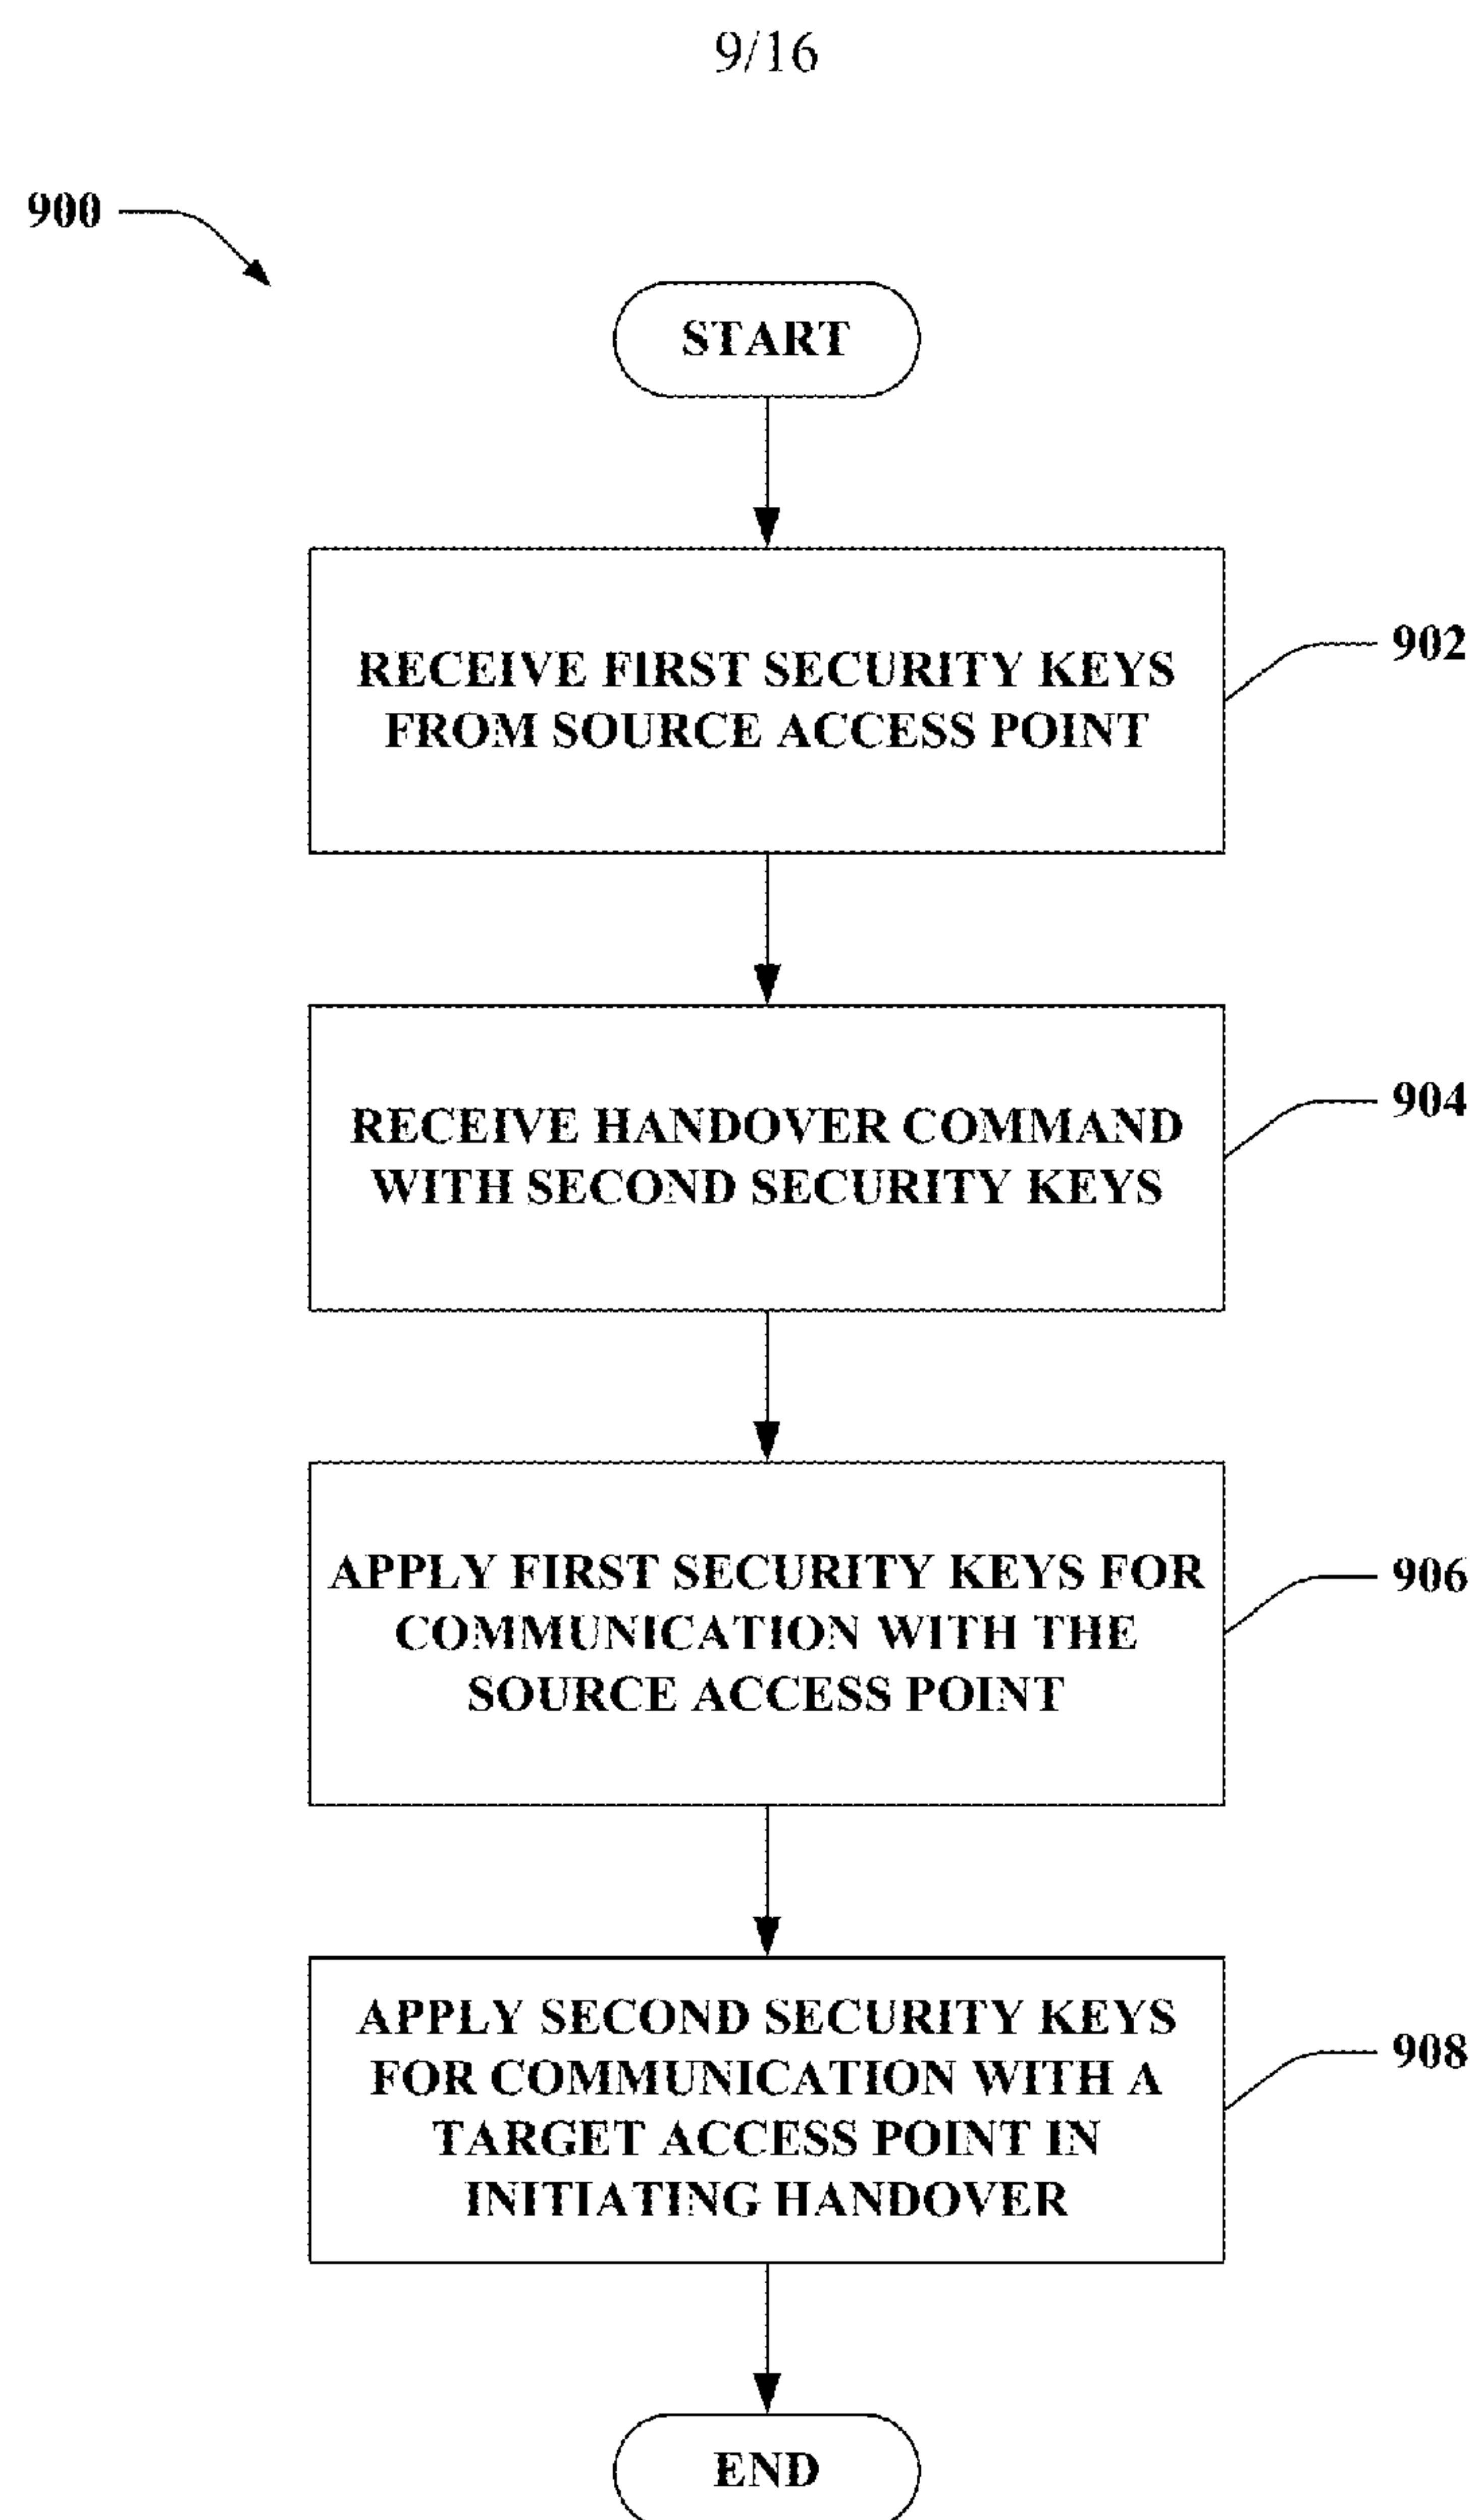 9/16
900
START
RECEIVE FIRST SECURITY KEYS
FROM SOURCE ACCESS POINT
902
RECEIVE HANDOVER COMMAND
WITH SECOND SECURITY KEYS
904
APPLY FIRST SECURITY KEYS FOR
COMMUNICATION WITH THE
SOURCE ACCESS POINT
906
APPLY SECOND SECURITY KEYS
FOR COMMUNICATION WITH A
TARGET ACCESS POINT IN
INITIATING HANDOVER
908
END